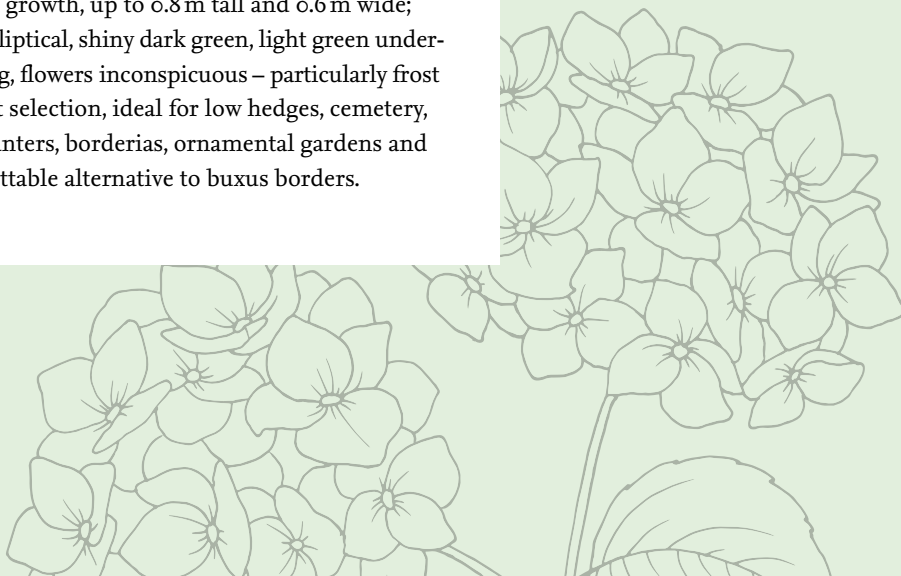 growth, up to 0.8 m tall and 0.6 m wide;
liptical, shiny dark green, light green under-
g, flowers inconspicuous – particularly frost
t selection, ideal for low hedges, cemetery,
nters, borderias, ornamental gardens and
ttable alternative to buxus borders.